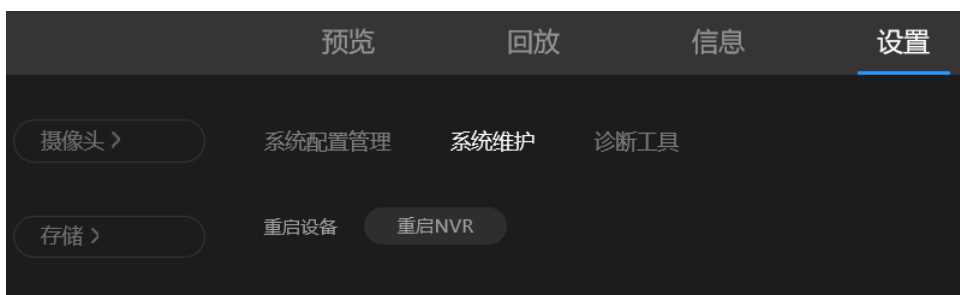 预览 回放 信息 设置
摄像头 系统配置管理 系统维护 诊断工具
存储 重启设备 重启NVR